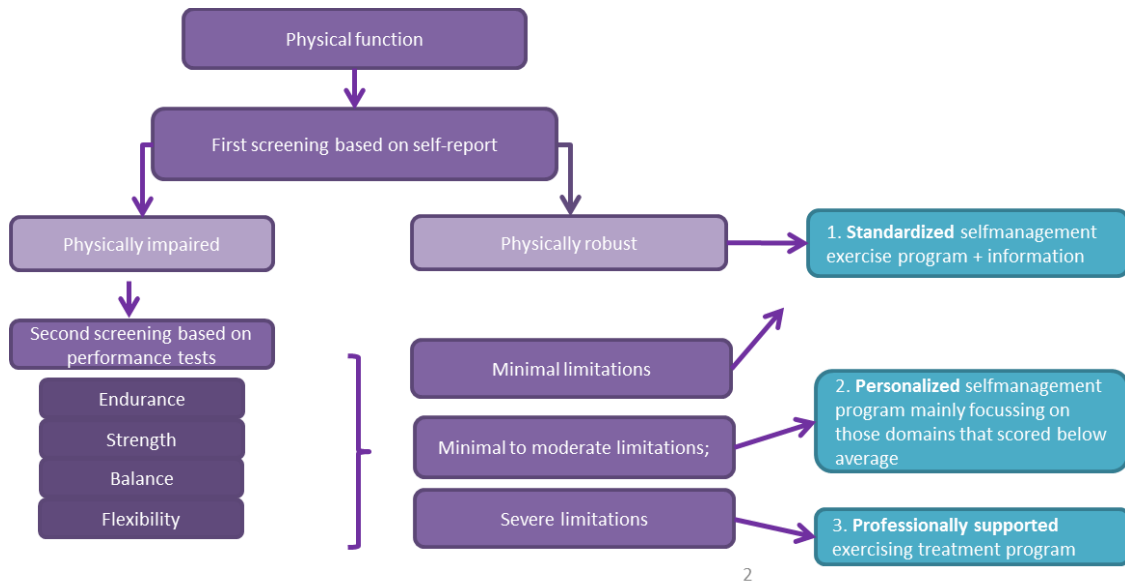 Physical function
First screening based on self-report
Physically impaired
Physically robust
1. Standardized selfmanagement
exercise program + information
Second screening based on
performance tests
Endurance
Strength
Balance
Flexibility
Minimal limitations
Minimal to moderate limitations;
Severe limitations
2. Personalized selfmanagement
program mainly focussing on
those domains that scored below
average
3. Professionally supported
exercising treatment program
2